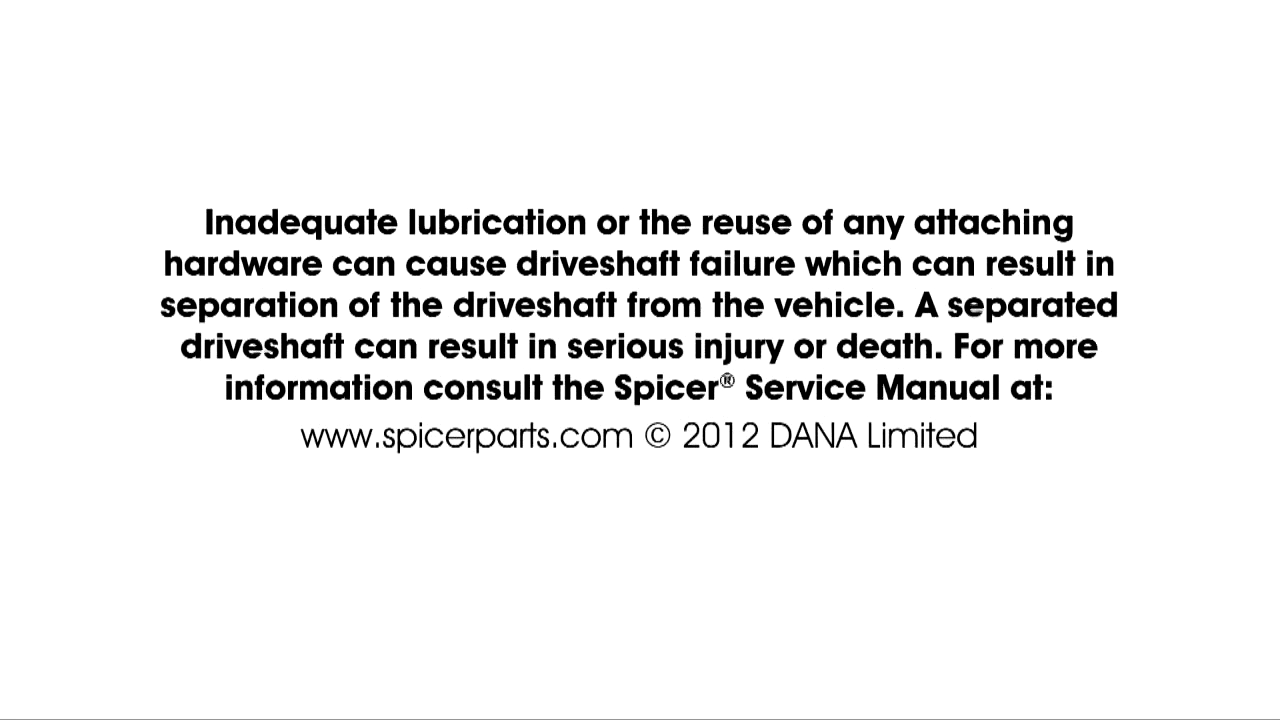 Inadequate lubrication or the reuse of any attaching
hardware can cause driveshaft failure which can result in
separation of the driveshaft from the vehicle. A separated
driveshaft can result in serious injury or death. For more
information consult the Spicer® Service Manual at:
www.spicerparts.com © 2012 DANA Limited